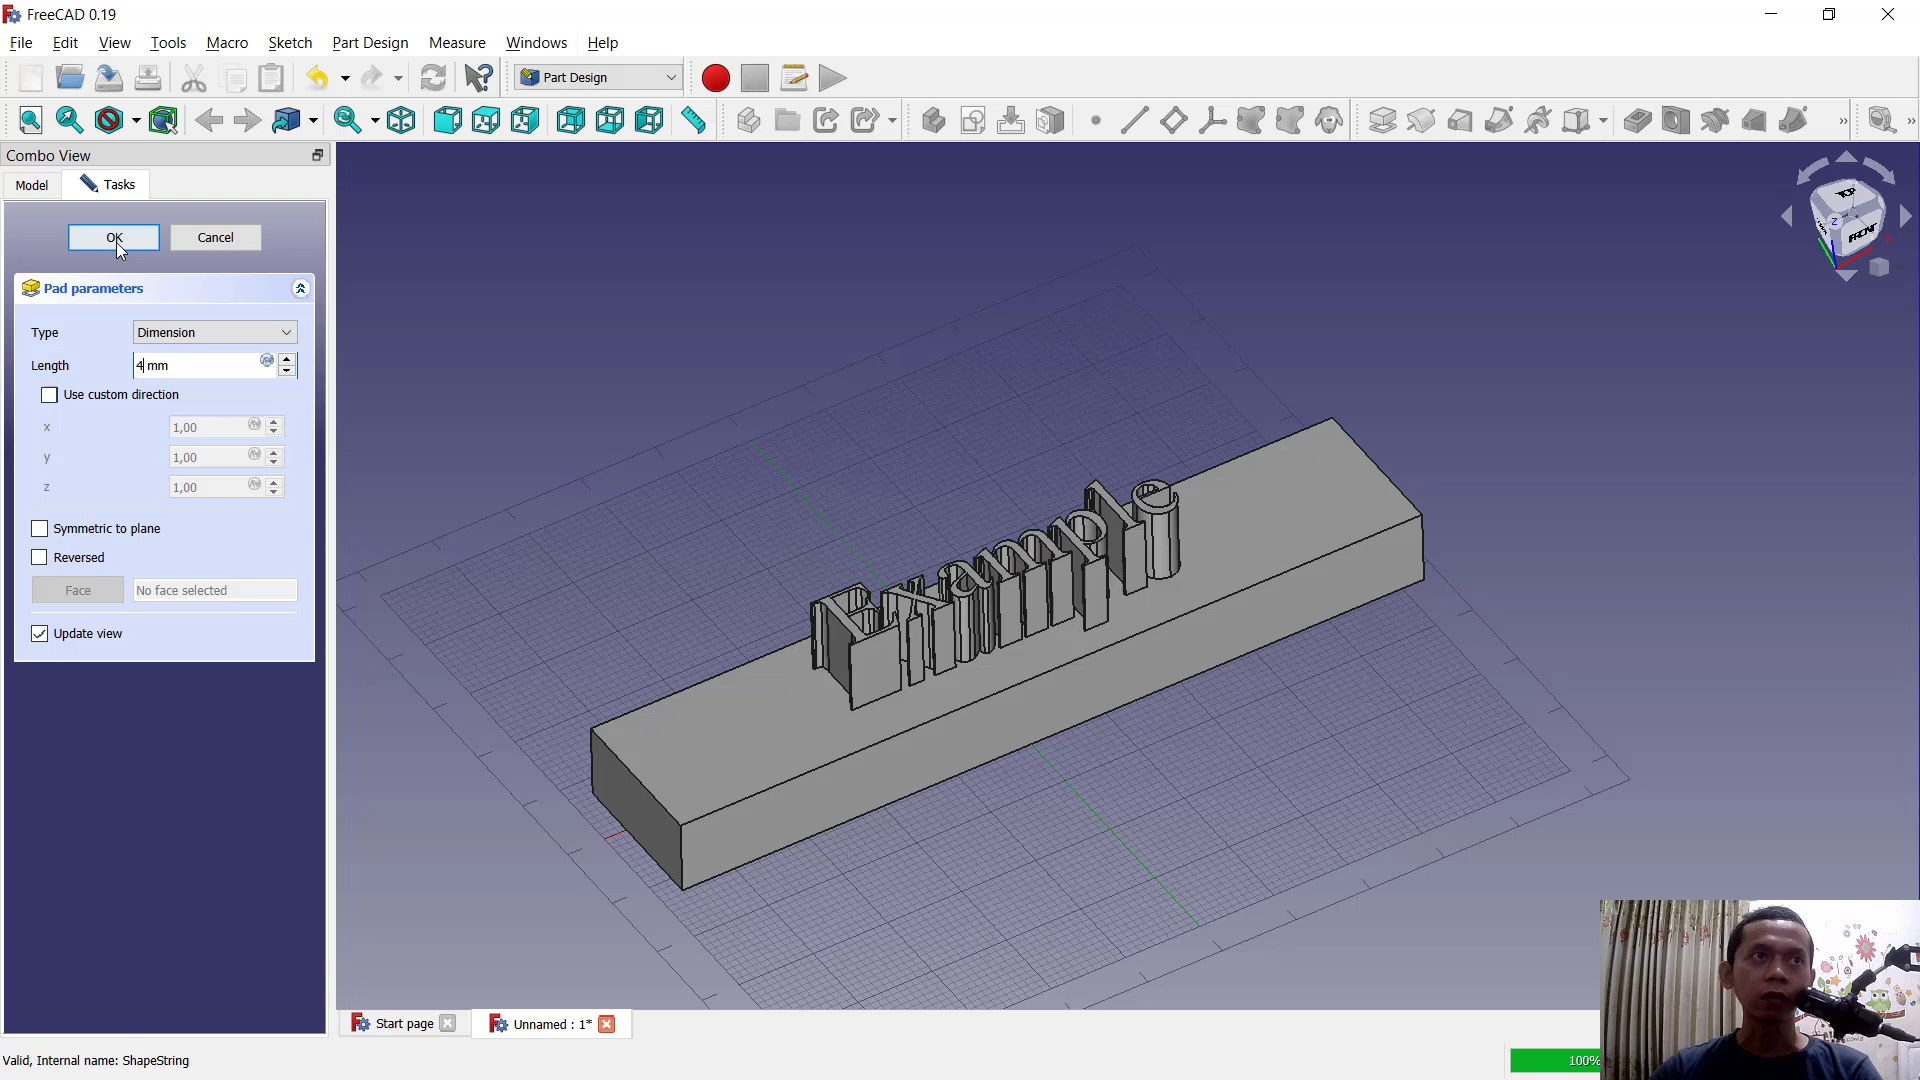 FreeCAD 0.19
File Edit View Tools Macro Sketch Part Design Measure Windows Help
Part Design
Combo View
Model Tasks
OK Cancel
Pad parameters
Type Dimension
Length 4 mm
Use custom direction
x 1,00
y 1,00
z 1,00
Symmetric to plane
Reversed
Face No face selected
Update view
TOP
FRONT
Z
Example
Start page Unnamed : 1*
Valid, Internal name: ShapeString
100%